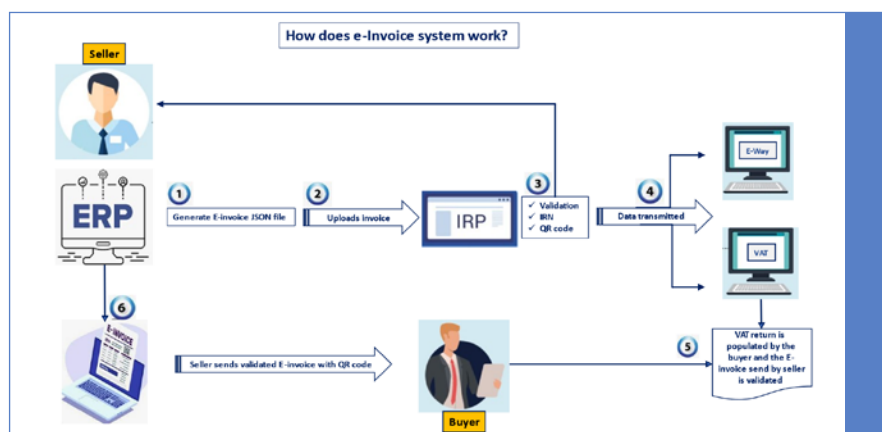 How does e-Invoice system work?
Seller
ERP
1
Generate E-invoice JSON file
2
Uploads invoice
IRP
3
✓ Validation
✓ IRN
✓ QR code
4
Data transmitted
E-Way
VAT
6
E-INVOICE
Seller sends validated E-invoice with QR code
Buyer
5
VAT return is
populated by the
buyer and the E-
invoice send by seller
is validated